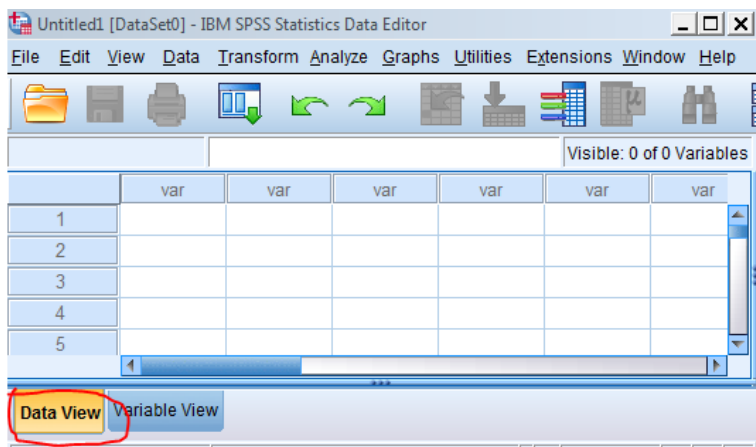 Untitled1 [DataSet0] - IBM SPSS Statistics Data Editor
File Edit View Data Transform Analyze Graphs Utilities Extensions Window Help
Visible: 0 of 0 Variables
var var var var var var
1
2
3
4
5
Data View Variable View